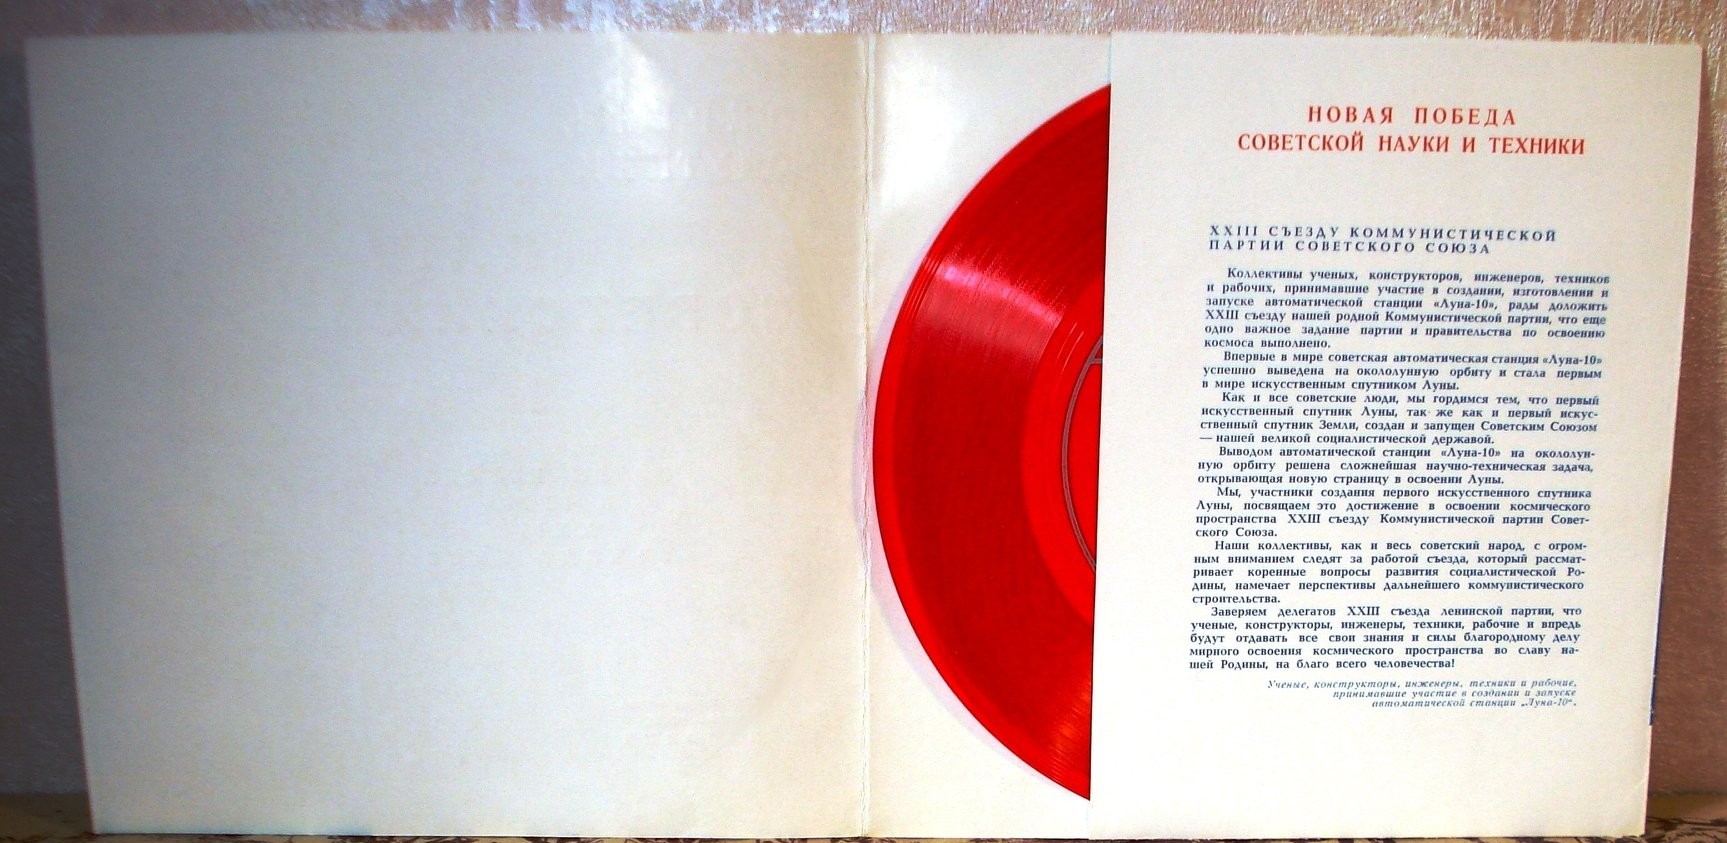 НОВАЯ ПОБЕДА
СОВЕТСКОЙ НАУКИ И ТЕХНИКИ
XXIII СЪЕЗДУ КОММУНИСТИЧЕСКОЙ
ПАРТИИ СОВЕТСКОГО СОЮЗА
Коллективы ученых, конструкторов, инженеров, техников
и рабочих, принимавшие участие в создании, изготовлении и
запуске автоматической станции «Луна-10», рады доложить
XXIII съезду нашей родной Коммунистической партии, что еще
одно важное задание партии и правительства по освоению
космоса выполнено.
Впервые в мире советская автоматическая станция «Луна-10»
успешно выведена на окололунную орбиту и стала первым
в мире искусственным спутником Луны.
Как и все советские люди, мы гордимся тем, что первый
искусственный спутник Луны, так же как и первый искус-
ственный спутник Земли, создан и запущен Советским Союзом
— нашей великой социалистической державой.
Выводом автоматической станции «Луна-10» на окололун-
ную орбиту решена сложнейшая научно-техническая задача,
открывающая новую страницу в освоении Луны.
Мы, участники создания первого искусственного спутника
Луны, посвящаем это достижение в освоении космического
пространства XXIII съезду Коммунистической партии Совет-
ского Союза.
Наши коллективы, как и весь советский народ, с огром-
ным вниманием следят за работой съезда, который рассмат-
ривает коренные вопросы развития социалистической Ро-
дины, намечает перспективы дальнейшего коммунистического
строительства.
Заверяем делегатов XXIII съезда ленинской партии, что
ученые, конструкторы, инженеры, техники, рабочие и впредь
будут отдавать все свои знания и силы благородному делу
мирного освоения космического пространства во славу на-
шей Родины, на благо всего человечества!
Ученые, конструкторы, инженеры, техники и рабочие,
принимавшие участие в создании и запуске
автоматической станции „Луна-10“.